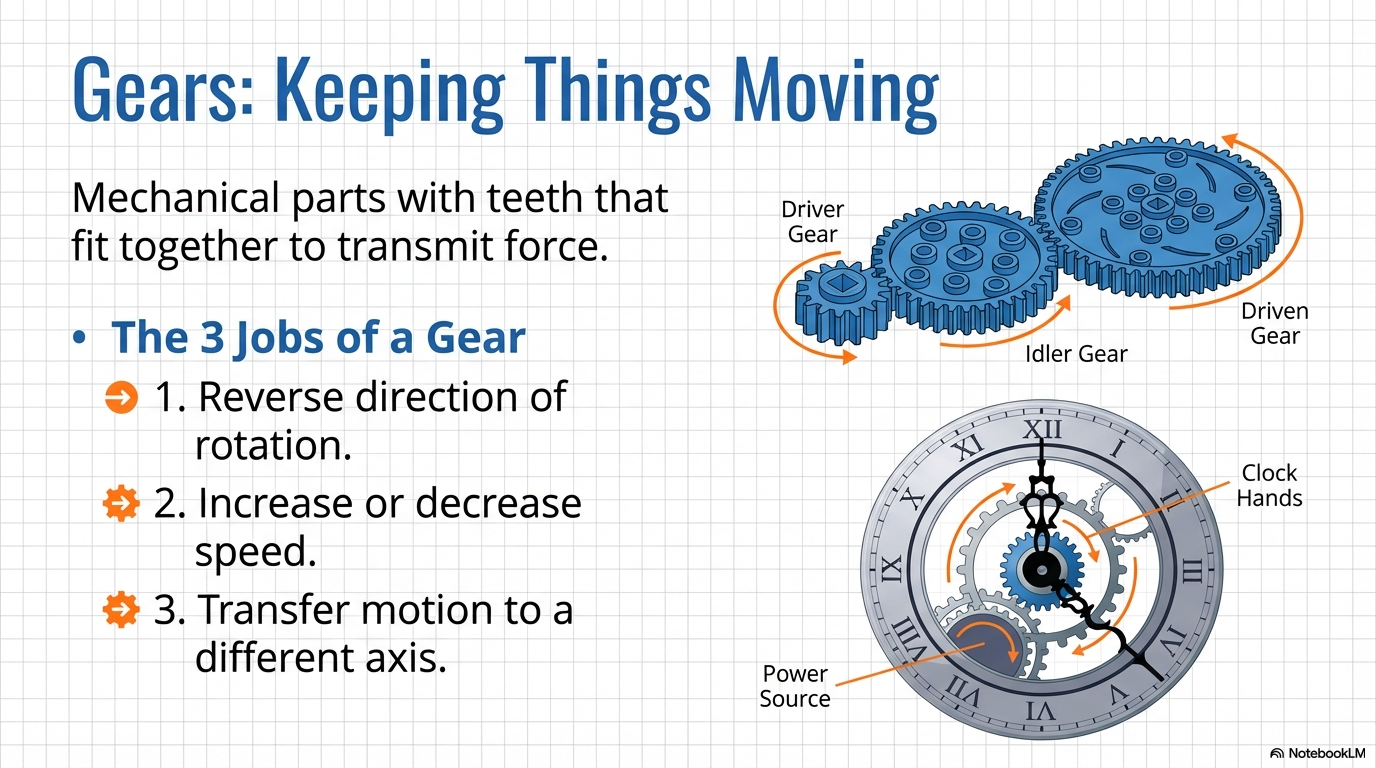 Gears: Keeping Things Moving
Mechanical parts with teeth that
fit together to transmit force.
• The 3 Jobs of a Gear
1. Reverse direction of
rotation.
2. Increase or decrease
speed.
3. Transfer motion to a
different axis.
Driver
Gear
Idler Gear
Driven
Gear
XII
I
II
III
IV
V
VI
VII
VIII
IX
X
XI
Clock
Hands
Power
Source
NotebookLM